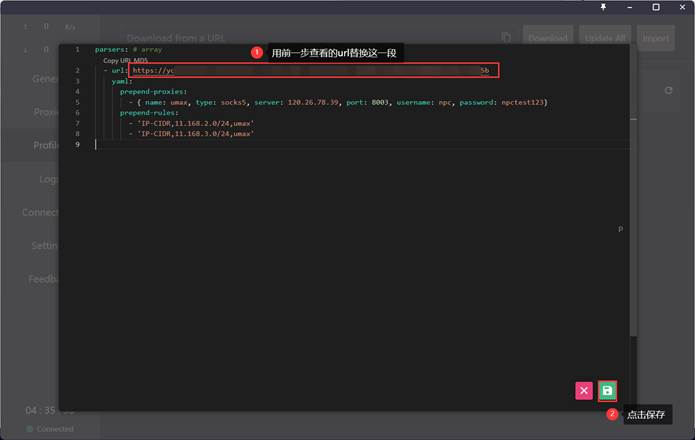 ↑ 0 K/s
Download from a URL
Download
Update All
Import
↓ 0
1 parsers: # array
1 用前一步查看的url替换这一段
Copy URL MD5
2 - url: https://yc 5b
3 yaml:
4 prepend-proxies:
5 - { name: umax, type: socks5, server: 120.26.78.39, port: 8003, username: npc, password: npctest123}
6 prepend-rules:
7 - 'IP-CIDR,11.168.2.0/24,umax'
8 - 'IP-CIDR,11.168.3.0/24,umax'
9
Gener
Proxi
Profil
Log
Connect
Settin
Feedba
p
04 : 35 :
Connected
2 点击保存